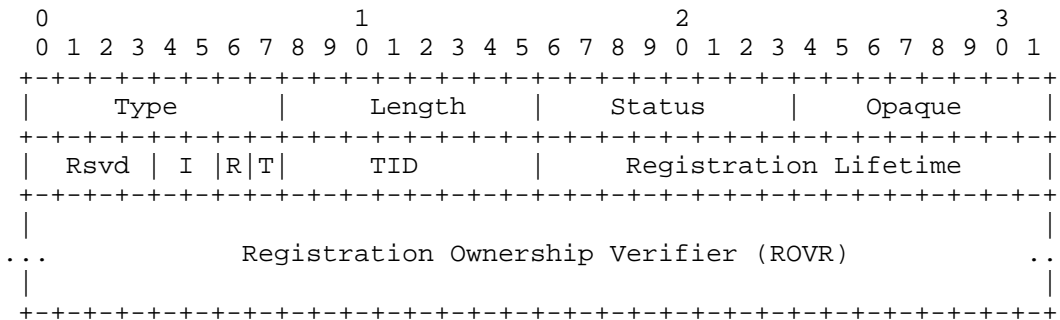 0                   1                   2                   3
 0 1 2 3 4 5 6 7 8 9 0 1 2 3 4 5 6 7 8 9 0 1 2 3 4 5 6 7 8 9 0 1
+-+-+-+-+-+-+-+-+-+-+-+-+-+-+-+-+-+-+-+-+-+-+-+-+-+-+-+-+-+-+-+-+
|     Type      |     Length    |    Status     |    Opaque     |
+-+-+-+-+-+-+-+-+-+-+-+-+-+-+-+-+-+-+-+-+-+-+-+-+-+-+-+-+-+-+-+-+
|  Rsvd | I |R|T|     TID       |     Registration Lifetime     |
+-+-+-+-+-+-+-+-+-+-+-+-+-+-+-+-+-+-+-+-+-+-+-+-+-+-+-+-+-+-+-+-+
|                                                               |
...            Registration Ownership Verifier (ROVR)           ..
|                                                               |
+-+-+-+-+-+-+-+-+-+-+-+-+-+-+-+-+-+-+-+-+-+-+-+-+-+-+-+-+-+-+-+-+